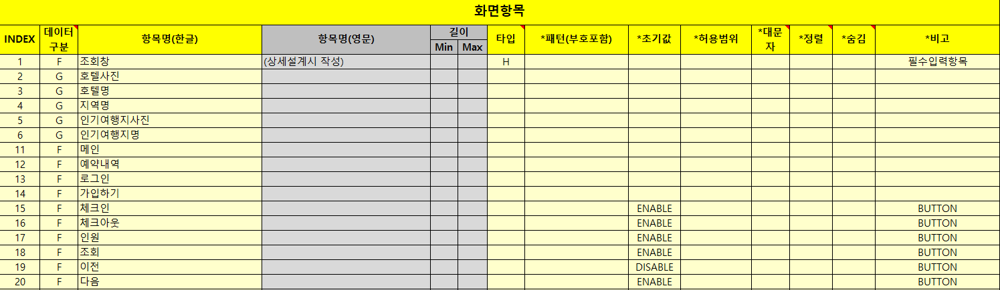 화면항목
INDEX 데이터 구분 항목명(한글) 항목명(영문) 길이 Min Max 타입 *패턴(부호포함) *초기값 *허용범위 *대문자 *정렬 *숨김 *비고
1 F 조회창 (상세설계시 작성) H 필수입력항목
2 G 호텔사진
3 G 호텔명
4 G 지역명
5 G 인기여행지사진
6 G 인기여행지명
11 F 메인
12 F 예약내역
13 F 로그인
14 F 가입하기
15 F 체크인 ENABLE BUTTON
16 F 체크아웃 ENABLE BUTTON
17 F 인원 ENABLE BUTTON
18 F 조회 ENABLE BUTTON
19 F 이전 DISABLE BUTTON
20 F 다음 ENABLE BUTTON